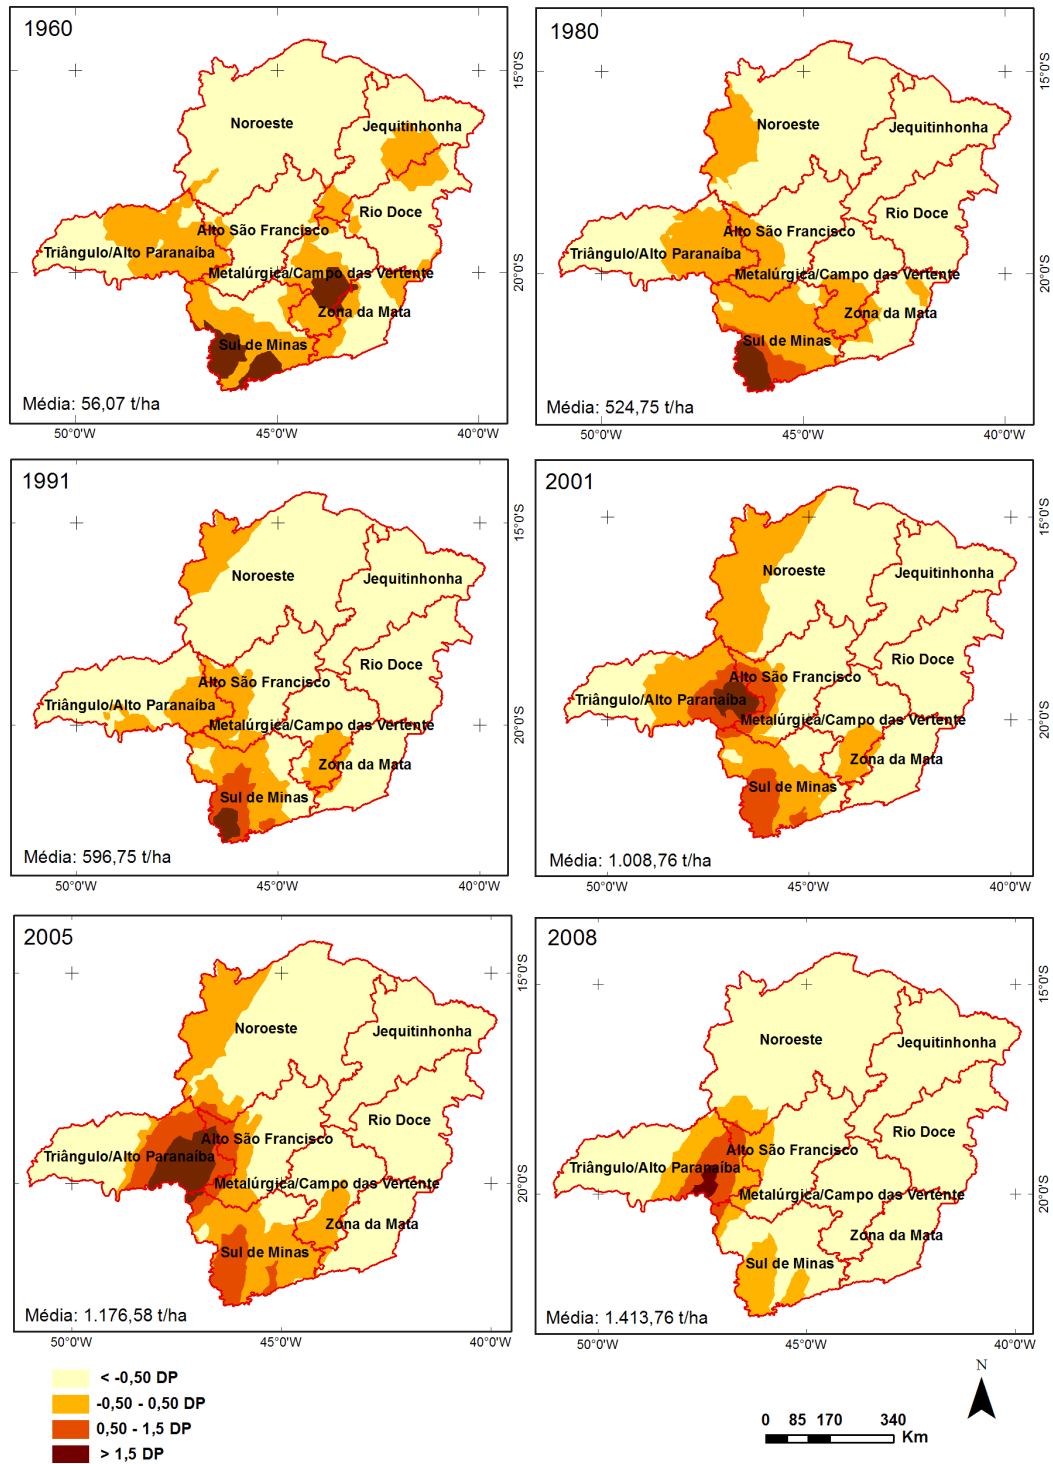 1960
Noroeste
Jequitinhonha
Rio Doce
Alto São Francisco
Triângulo/Alto Paranaíba
Metalúrgica/Campo das Vertente
Zona da Mata
Sul de Minas
Média: 56,07 t/ha
15°0'S
20°0'S
50°0'W
45°0'W
40°0'W
1980
Noroeste
Jequitinhonha
Rio Doce
Alto São Francisco
Triângulo/Alto Paranaíba
Metalúrgica/Campo das Vertente
Zona da Mata
Sul de Minas
Média: 524,75 t/ha
15°0'S
20°0'S
50°0'W
45°0'W
40°0'W
1991
Noroeste
Jequitinhonha
Rio Doce
Alto São Francisco
Triângulo/Alto Paranaíba
Metalúrgica/Campo das Vertente
Zona da Mata
Sul de Minas
Média: 596,75 t/ha
15°0'S
20°0'S
50°0'W
45°0'W
40°0'W
2001
Noroeste
Jequitinhonha
Rio Doce
Alto São Francisco
Triângulo/Alto Paranaíba
Metalúrgica/Campo das Vertente
Zona da Mata
Sul de Minas
Média: 1.008,76 t/ha
15°0'S
20°0'S
50°0'W
45°0'W
40°0'W
2005
Noroeste
Jequitinhonha
Rio Doce
Alto São Francisco
Triângulo/Alto Paranaíba
Metalúrgica/Campo das Vertente
Zona da Mata
Sul de Minas
Média: 1.176,58 t/ha
15°0'S
20°0'S
50°0'W
45°0'W
40°0'W
2008
Noroeste
Jequitinhonha
Rio Doce
Alto São Francisco
Triângulo/Alto Paranaíba
Metalúrgica/Campo das Vertente
Zona da Mata
Sul de Minas
Média: 1.413,76 t/ha
15°0'S
20°0'S
50°0'W
45°0'W
40°0'W
< -0,50 DP
-0,50 - 0,50 DP
0,50 - 1,5 DP
> 1,5 DP
N
0 85 170 340
Km